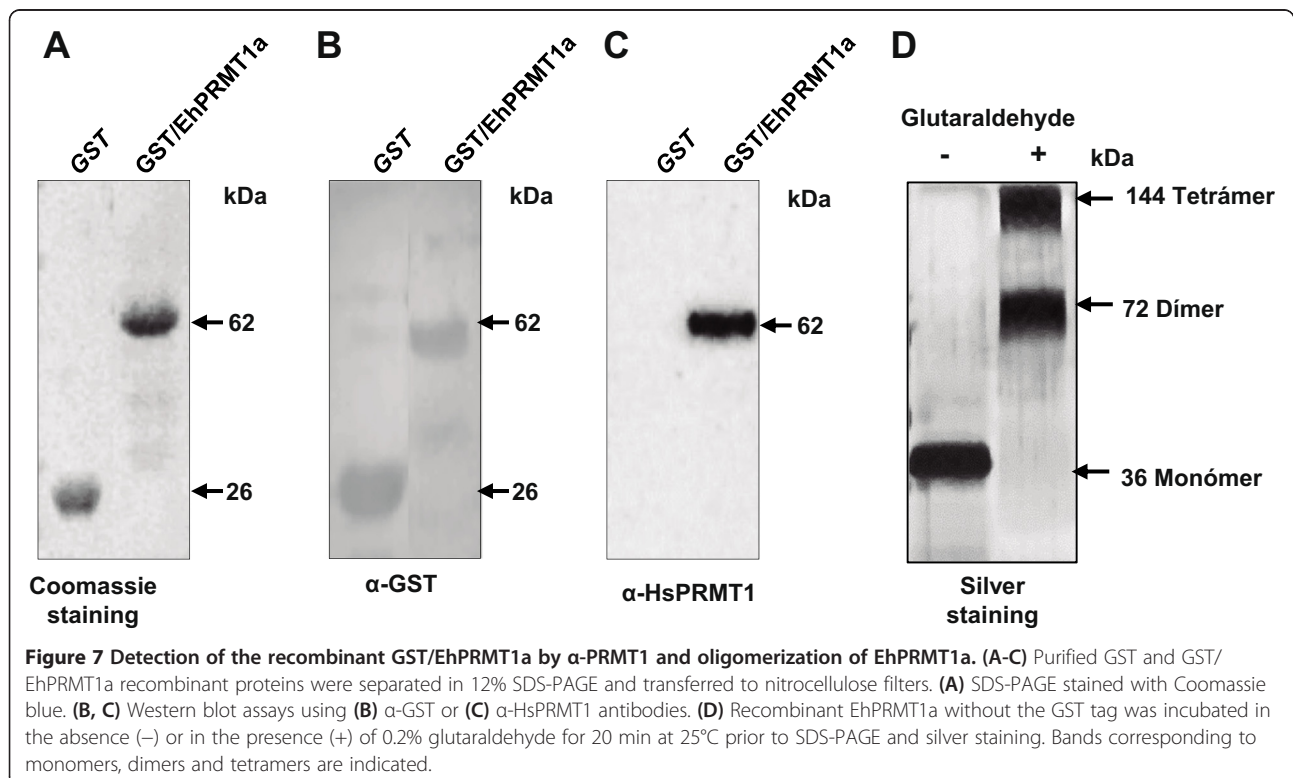 A
B
C
D
GST
GST/EhPRMT1a
GST
GST/EhPRMT1a
GST
GST/EhPRMT1a
Glutaraldehyde
- +
kDa
kDa
kDa
kDa
62
26
62
26
62
144 Tetrámer
72 Dímer
36 Monómer
Coomassie
staining
α-GST
α-HsPRMT1
Silver
staining
Figure 7 Detection of the recombinant GST/EhPRMT1a by α-PRMT1 and oligomerization of EhPRMT1a. (A-C) Purified GST and GST/
EhPRMT1a recombinant proteins were separated in 12% SDS-PAGE and transferred to nitrocellulose filters. (A) SDS-PAGE stained with Coomassie
blue. (B, C) Western blot assays using (B) α-GST or (C) α-HsPRMT1 antibodies. (D) Recombinant EhPRMT1a without the GST tag was incubated in
the absence (−) or in the presence (+) of 0.2% glutaraldehyde for 20 min at 25°C prior to SDS-PAGE and silver staining. Bands corresponding to
monomers, dimers and tetramers are indicated.